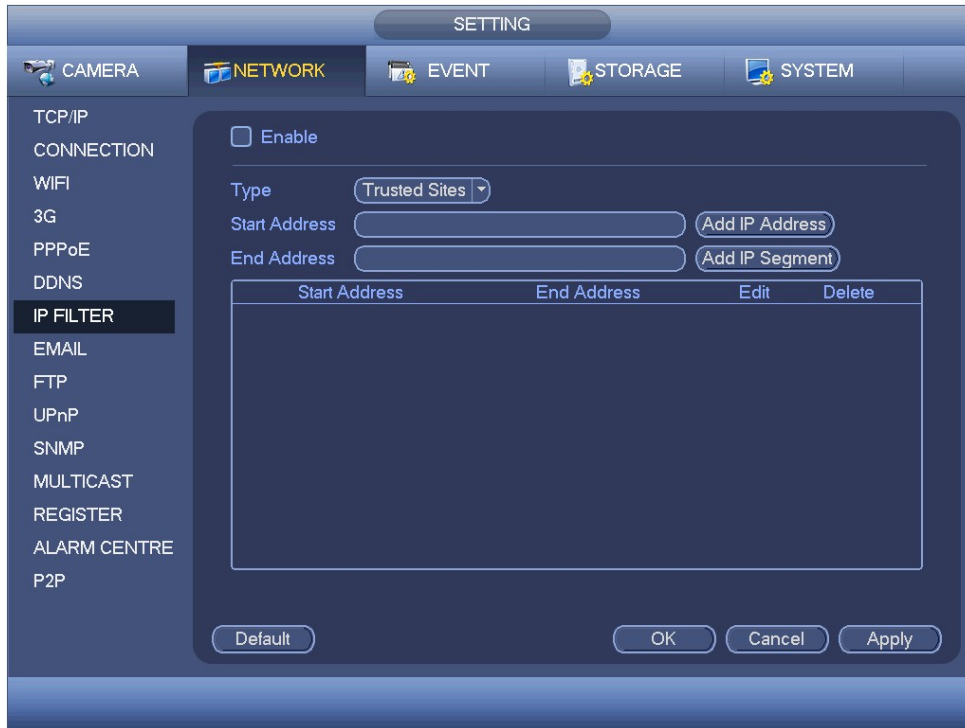 SETTING
CAMERA NETWORK EVENT STORAGE SYSTEM
TCP/IP
CONNECTION
WIFI
3G
PPPoE
DDNS
IP FILTER
EMAIL
FTP
UPnP
SNMP
MULTICAST
REGISTER
ALARM CENTRE
P2P
Enable
Type Trusted Sites
Start Address Add IP Address
End Address Add IP Segment
Start Address End Address Edit Delete
Default OK Cancel Apply